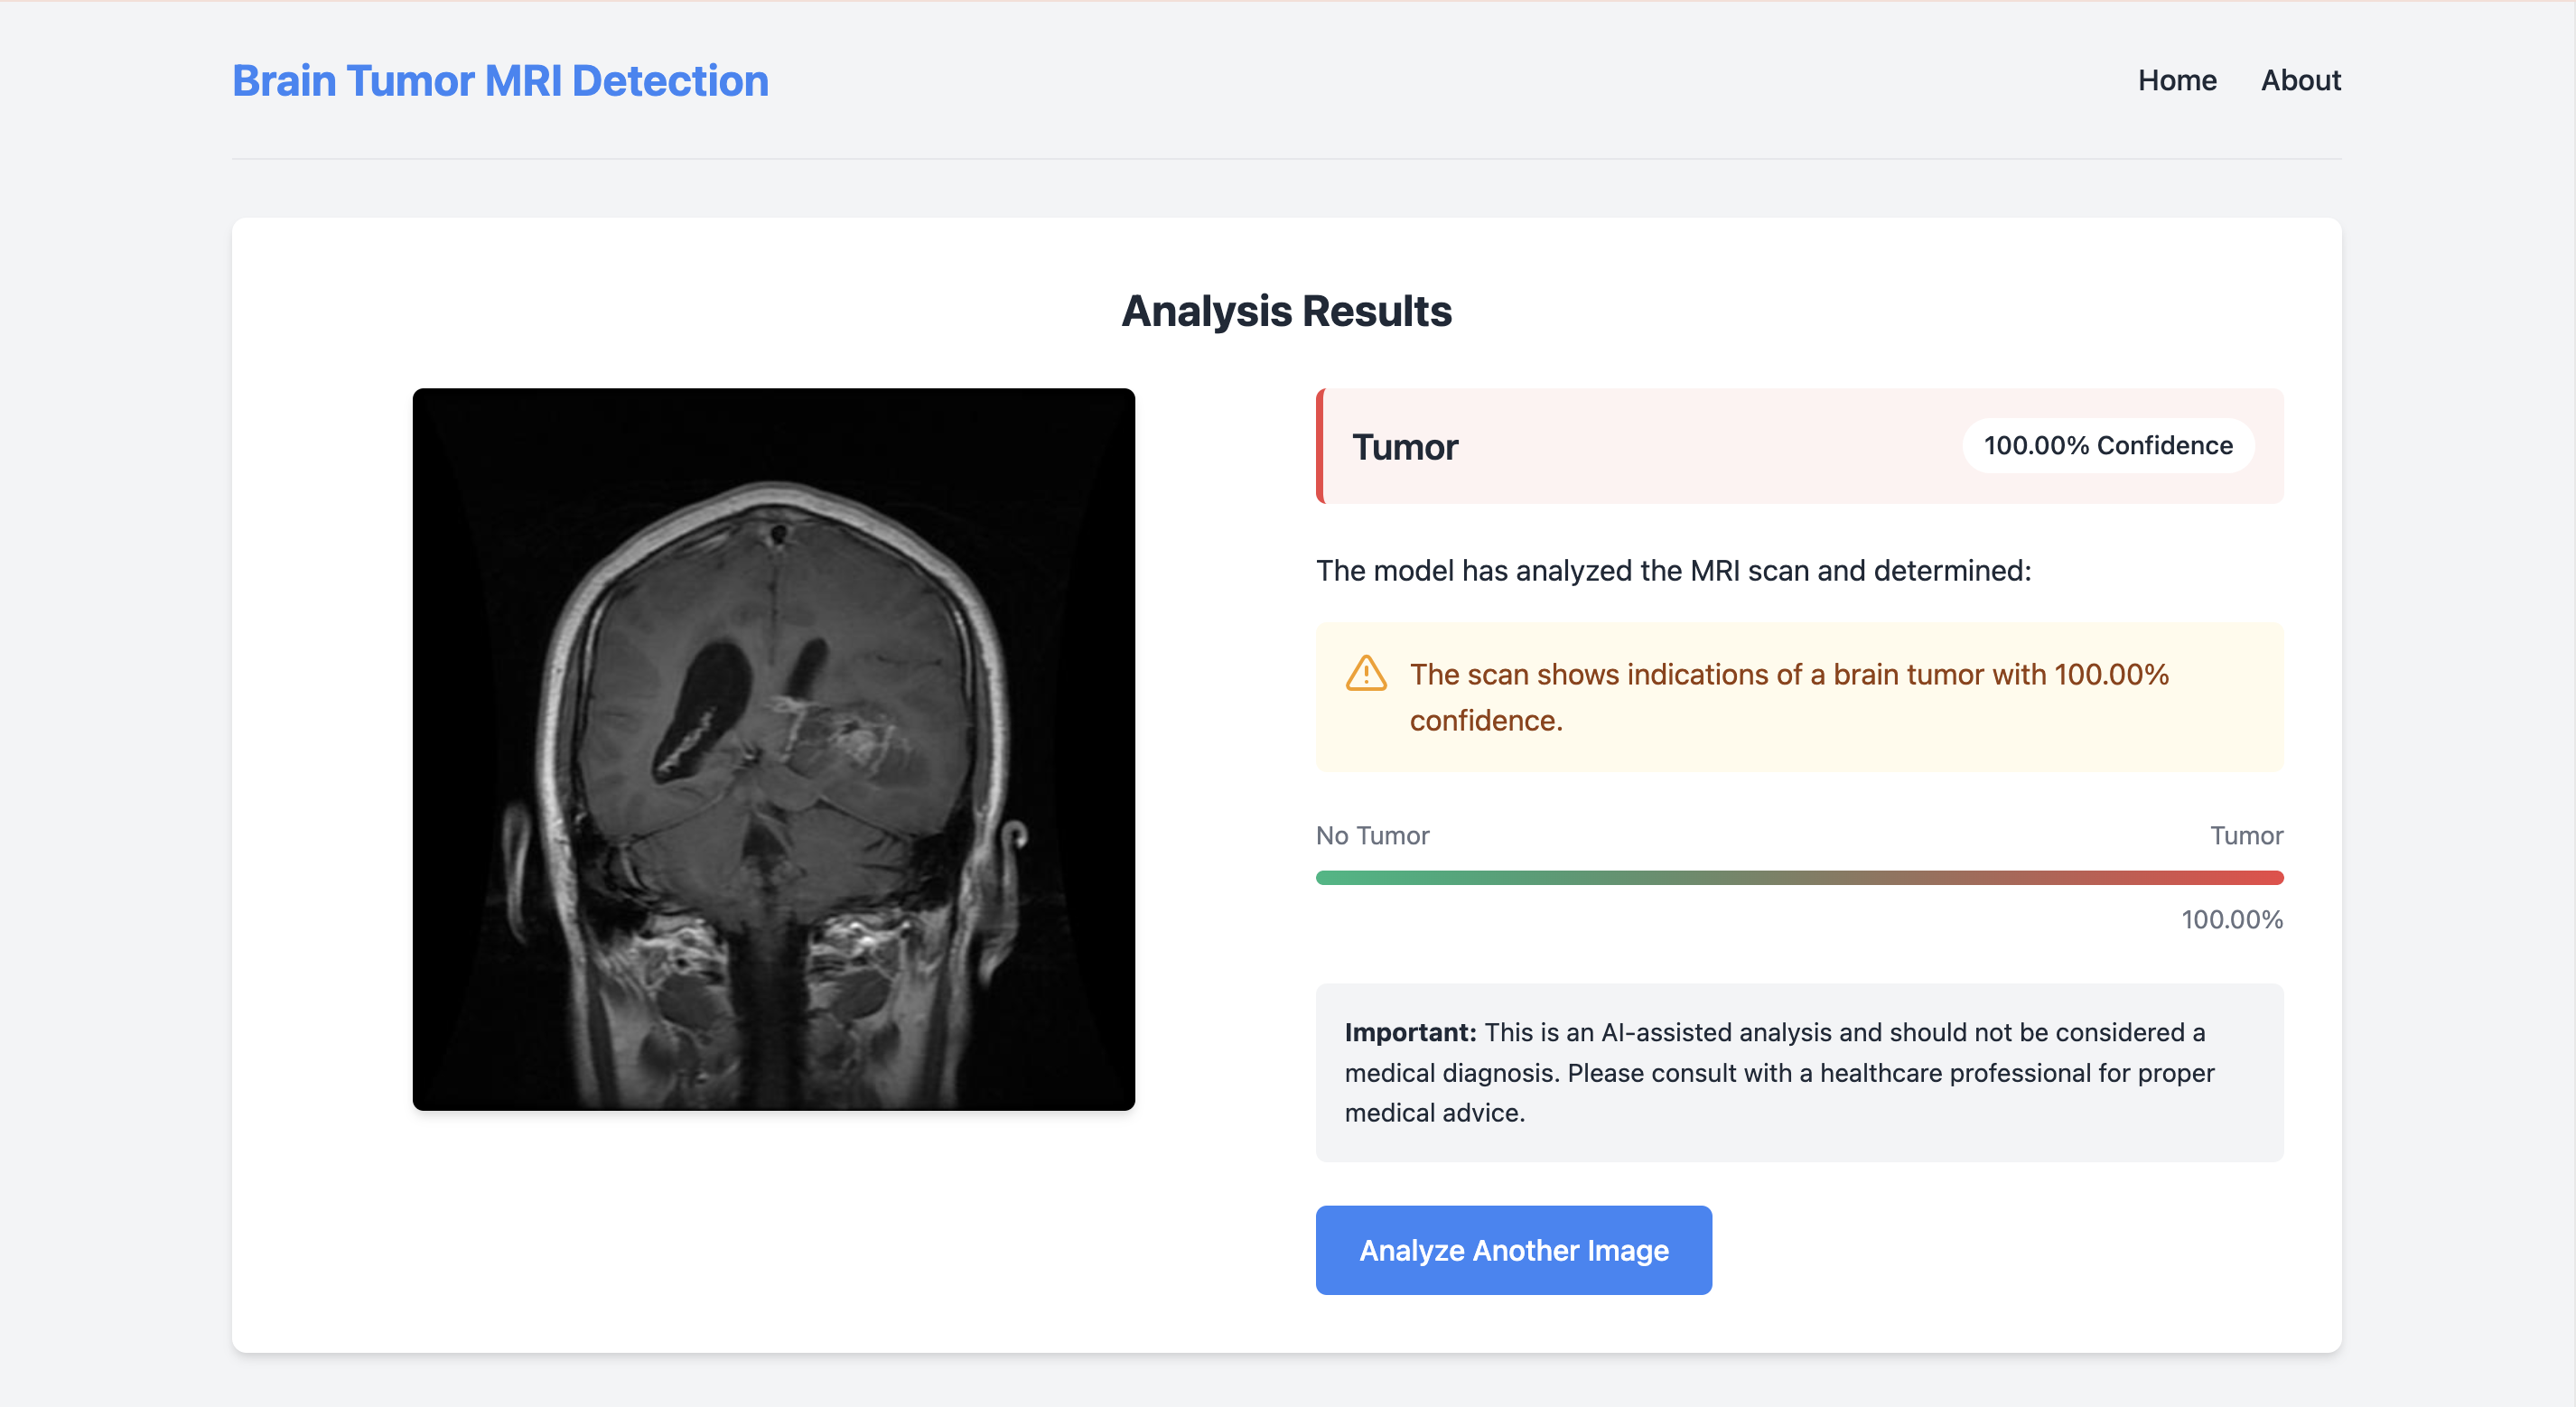 Brain Tumor MRI Detection
Home About
Analysis Results
Tumor
100.00% Confidence
The model has analyzed the MRI scan and determined:
The scan shows indications of a brain tumor with 100.00%
confidence.
No Tumor
Tumor
100.00%
Important: This is an AI-assisted analysis and should not be considered a
medical diagnosis. Please consult with a healthcare professional for proper
medical advice.
Analyze Another Image